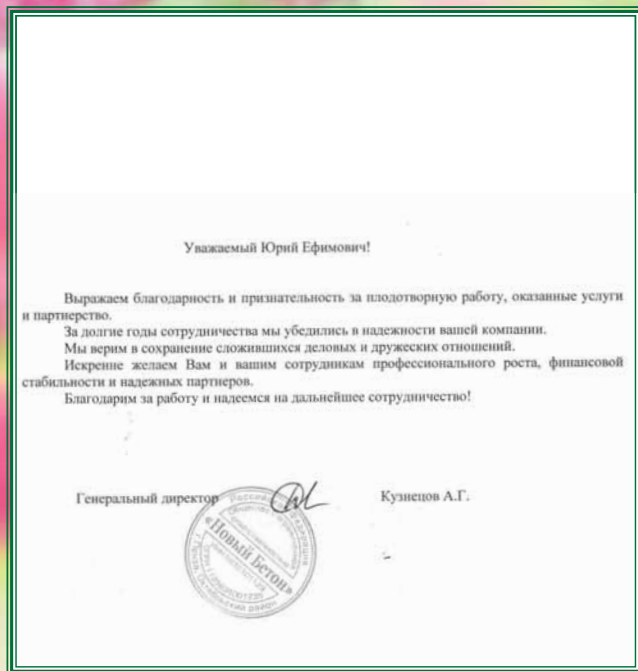 Уважаемый Юрий Ефимович!
Выражаем благодарность и признательность за плодотворную работу, оказанные услуги
и партнерство.
За долгие годы сотрудничества мы убедились в надежности вашей компании.
Мы верим в сохранение сложившихся деловых и дружеских отношений.
Искренне желаем Вам и вашим сотрудникам профессионального роста, финансовой
стабильности и надежных партнеров.
Благодарим за работу и надеемся на дальнейшее сотрудничество!
Генеральный директор
Кузнецов А.Г.
Российская Федерация
«Новый Бетон»